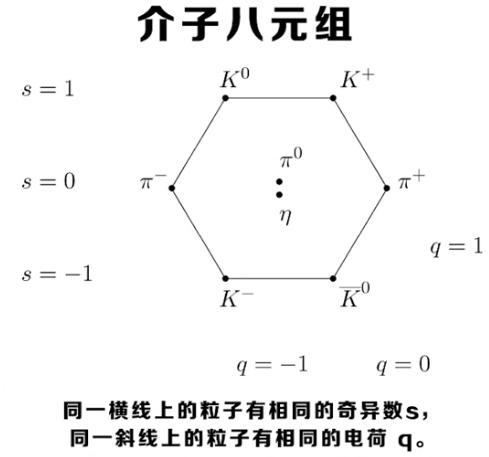 介子八元组
s = 1
K⁰ K⁺
π⁰
s = 0 π⁻ π⁺
η
q = 1
s = −1
K⁻ K̅⁰
q = −1 q = 0
同一横线上的粒子有相同的奇异数s，
同一斜线上的粒子有相同的电荷 q。